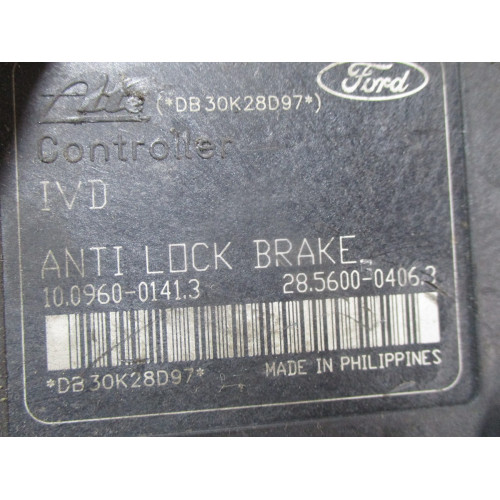 Ate (*DB30K28D97*) Ford
Controller
IVD
ANTI LOCK BRAKE
10.0960-0141.3 28.5600-0406.3
*DB30K28D97* MADE IN PHILIPPINES